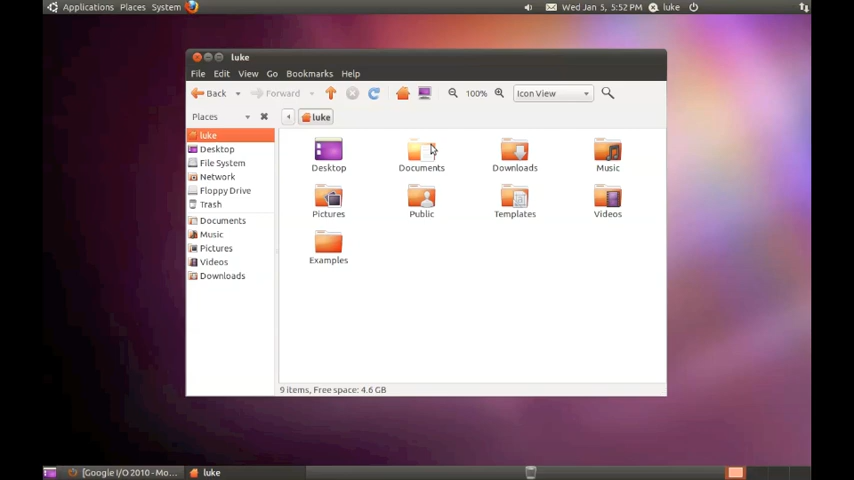 Applications Places System Wed Jan 5, 5:52 PM luke
luke
File Edit View Go Bookmarks Help
Back Forward 100% Icon View
Places luke
luke
Desktop
File System
Network
Floppy Drive
Trash
Documents
Music
Pictures
Videos
Downloads
Desktop Documents Downloads Music
Pictures Public Templates Videos
Examples
9 items, Free space: 4.6 GB
[Google I/O 2010 - Mo... luke